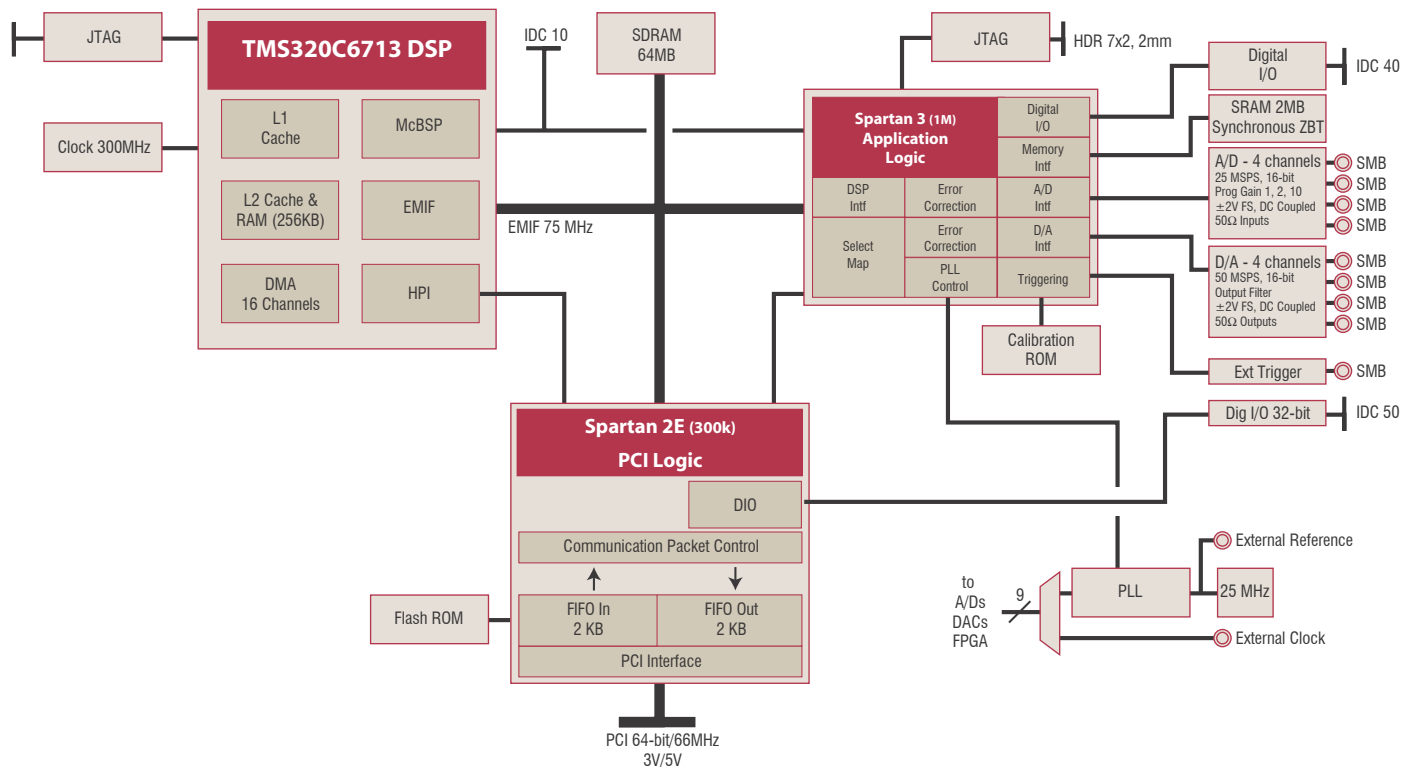 JTAG
Clock 300MHz
TMS320C6713 DSP
L1
Cache
McBSP
L2 Cache &
RAM (256KB)
EMIF
DMA
16 Channels
HPI
IDC 10
SDRAM
64MB
EMIF 75 MHz
JTAG
HDR 7x2, 2mm
Spartan 3 (1M)
Application
Logic
Digital
I/O
Memory
Intf
DSP
Intf
Error
Correction
A/D
Intf
Select
Map
Error
Correction
D/A
Intf
PLL
Control
Triggering
Calibration
ROM
Digital
I/O
IDC 40
SRAM 2MB
Synchronous ZBT
A/D - 4 channels
25 MSPS, 16-bit
Prog Gain 1, 2, 10
±2V FS, DC Coupled
50Ω Inputs
SMB
SMB
SMB
SMB
D/A - 4 channels
50 MSPS, 16-bit
Output Filter
±2V FS, DC Coupled
50Ω Outputs
SMB
SMB
SMB
SMB
Ext Trigger
SMB
Dig I/O 32-bit
IDC 50
Spartan 2E (300k)
PCI Logic
DIO
Communication Packet Control
FIFO In
2 KB
FIFO Out
2 KB
PCI Interface
Flash ROM
PCI 64-bit/66MHz
3V/5V
to
A/Ds
DACs
FPGA
9
PLL
25 MHz
External Reference
External Clock